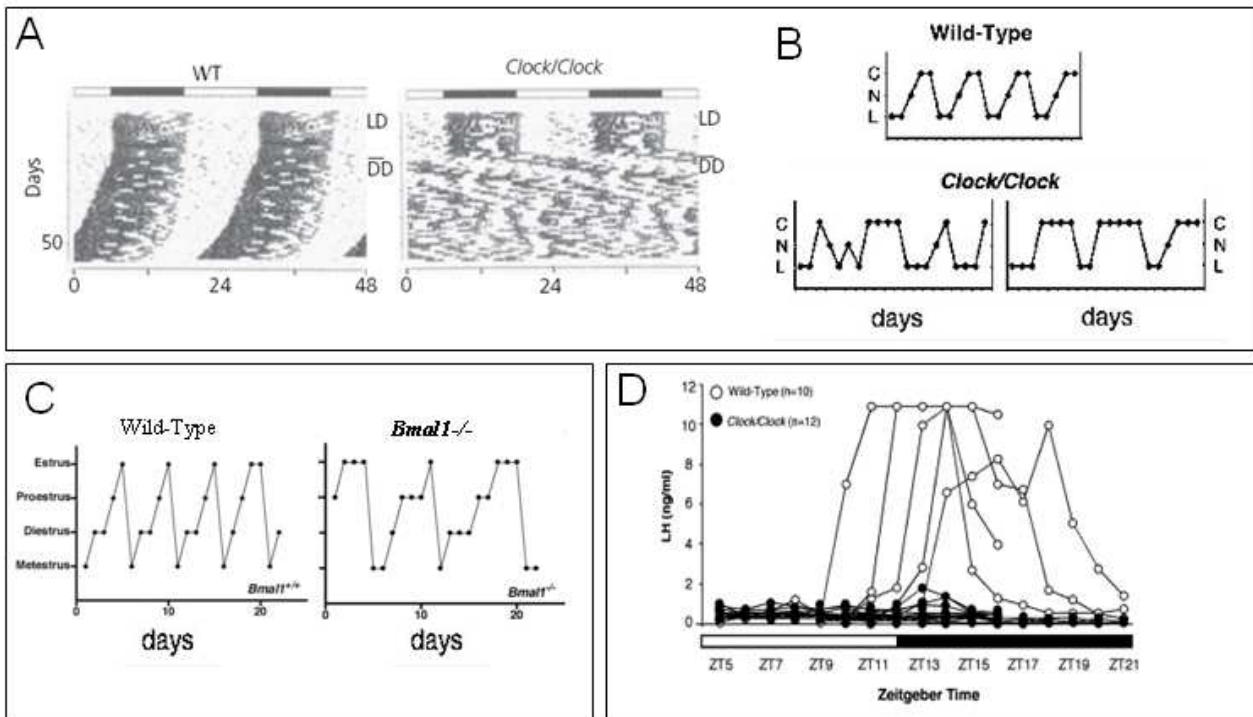 A
WT
Clock/Clock
LD
DD
LD
DD
Days
50
0
24
48
0
24
48
B
Wild-Type
C
N
L
Clock/Clock
C
N
L
C
N
L
days
days
C
Wild-Type
Bmal1-/-
Estrus
Proestrus
Diestrus
Metestrus
Bmal1+/+
Bmal1-/-
0
10
20
0
10
20
days
days
D
12
10
8
6
4
2
0
LH (ng/ml)
Wild-Type (n=10)
Clock/Clock (n=12)
ZT5 ZT7 ZT9 ZT11 ZT13 ZT15 ZT17 ZT19 ZT21
Zeitgeber Time